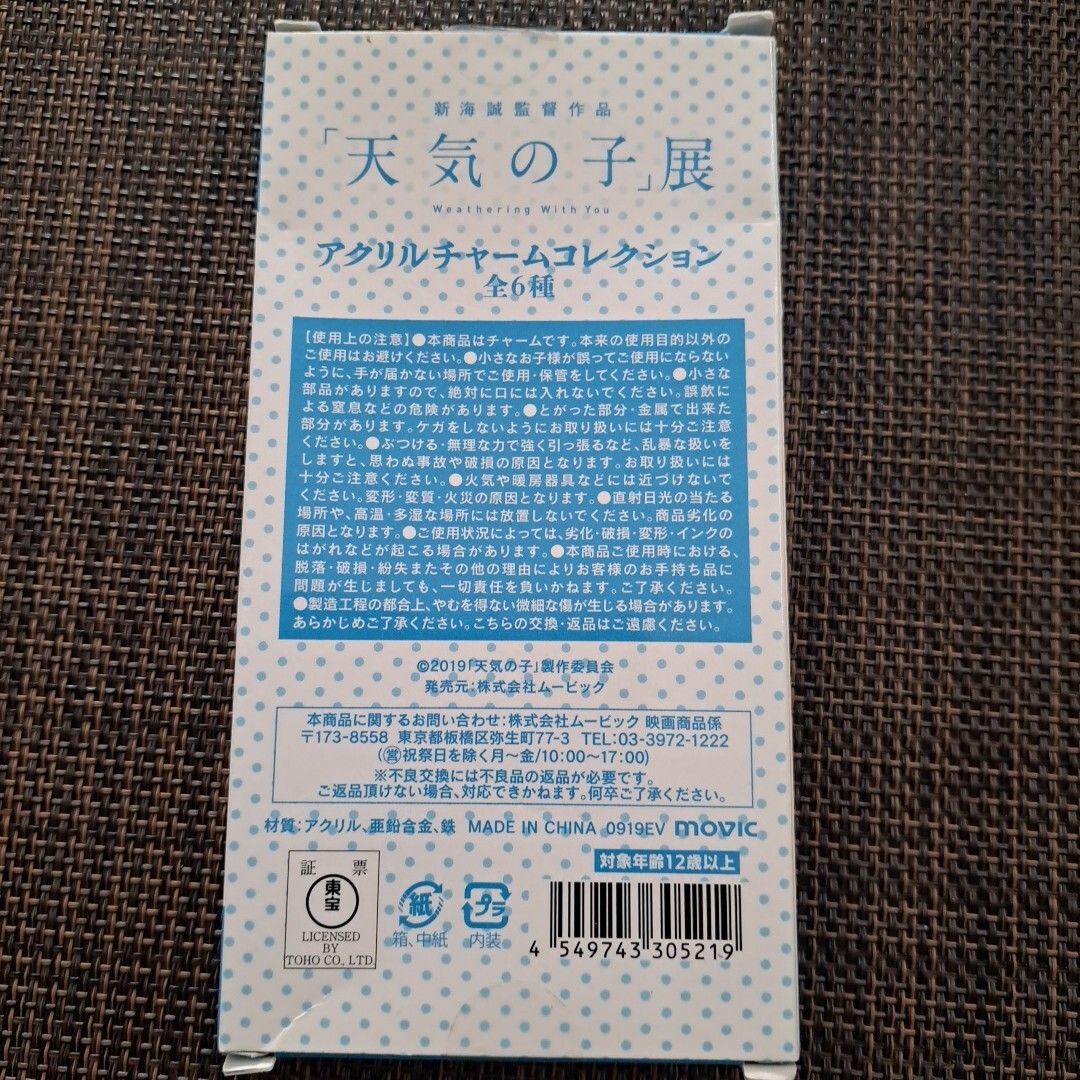 新海誠監督作品
「天気の子」展
Weathering With You
アクリルチャームコレクション
全6種
【使用上の注意】●本商品はチャームです。本来の使用目的以外の
ご使用はお避けください。●小さなお子様が誤ってご使用にならない
ように、手が届かない場所でご使用・保管をしてください。●小さな
部品がありますので、絶対に口には入れないでください。誤飲
による窒息などの危険があります。●とがった部分・金属で出来た
部分があります。ケガをしないようにお取り扱いには十分ご注意
ください。●ぶつける・無理な力で強く引っ張るなど、乱暴な扱いを
しますと、思わぬ事故や破損の原因となります。お取り扱いには
十分ご注意ください。●火気や暖房器具などには近づけないで
ください。変形・変質・火災の原因となります。●直射日光の当たる
場所や、高温・多湿な場所には放置しないでください。商品劣化の
原因となります。●ご使用状況によっては、劣化・破損・変形・インクの
はがれなどが起こる場合があります。●本商品ご使用時における、
脱落・破損・紛失またその他の理由によりお客様のお手持ち品に
問題が生じましても、一切責任を負いかねます。ご了承ください。
●製造工程の都合上、やむを得ない微細な傷が生じる場合があります。
あらかじめご了承ください。こちらの交換・返品はご遠慮ください。
©2019「天気の子」製作委員会
発売元:株式会社ムービック
本商品に関するお問い合わせ:株式会社ムービック 映画商品係
〒173-8558 東京都板橋区弥生町77-3 TEL:03-3972-1222
(営祝祭日を除く月〜金/10:00〜17:00)
※不良交換には不良品の返品が必要です。
ご返品頂けない場合、対応できかねます。何卒ご了承ください。
材質:アクリル、亜鉛合金、鉄 MADE IN CHINA 0919EV movic
対象年齢12歳以上
証 票
東宝
LICENSED
BY
TOHO CO., LTD.
紙
箱、中紙
プラ
内装
4 549743 305219